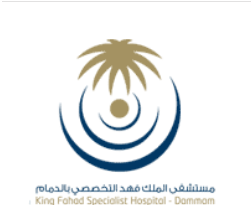 مستشفى الملك فهد التخصصي بالدمام
King Fahad Specialist Hospital - Dammam